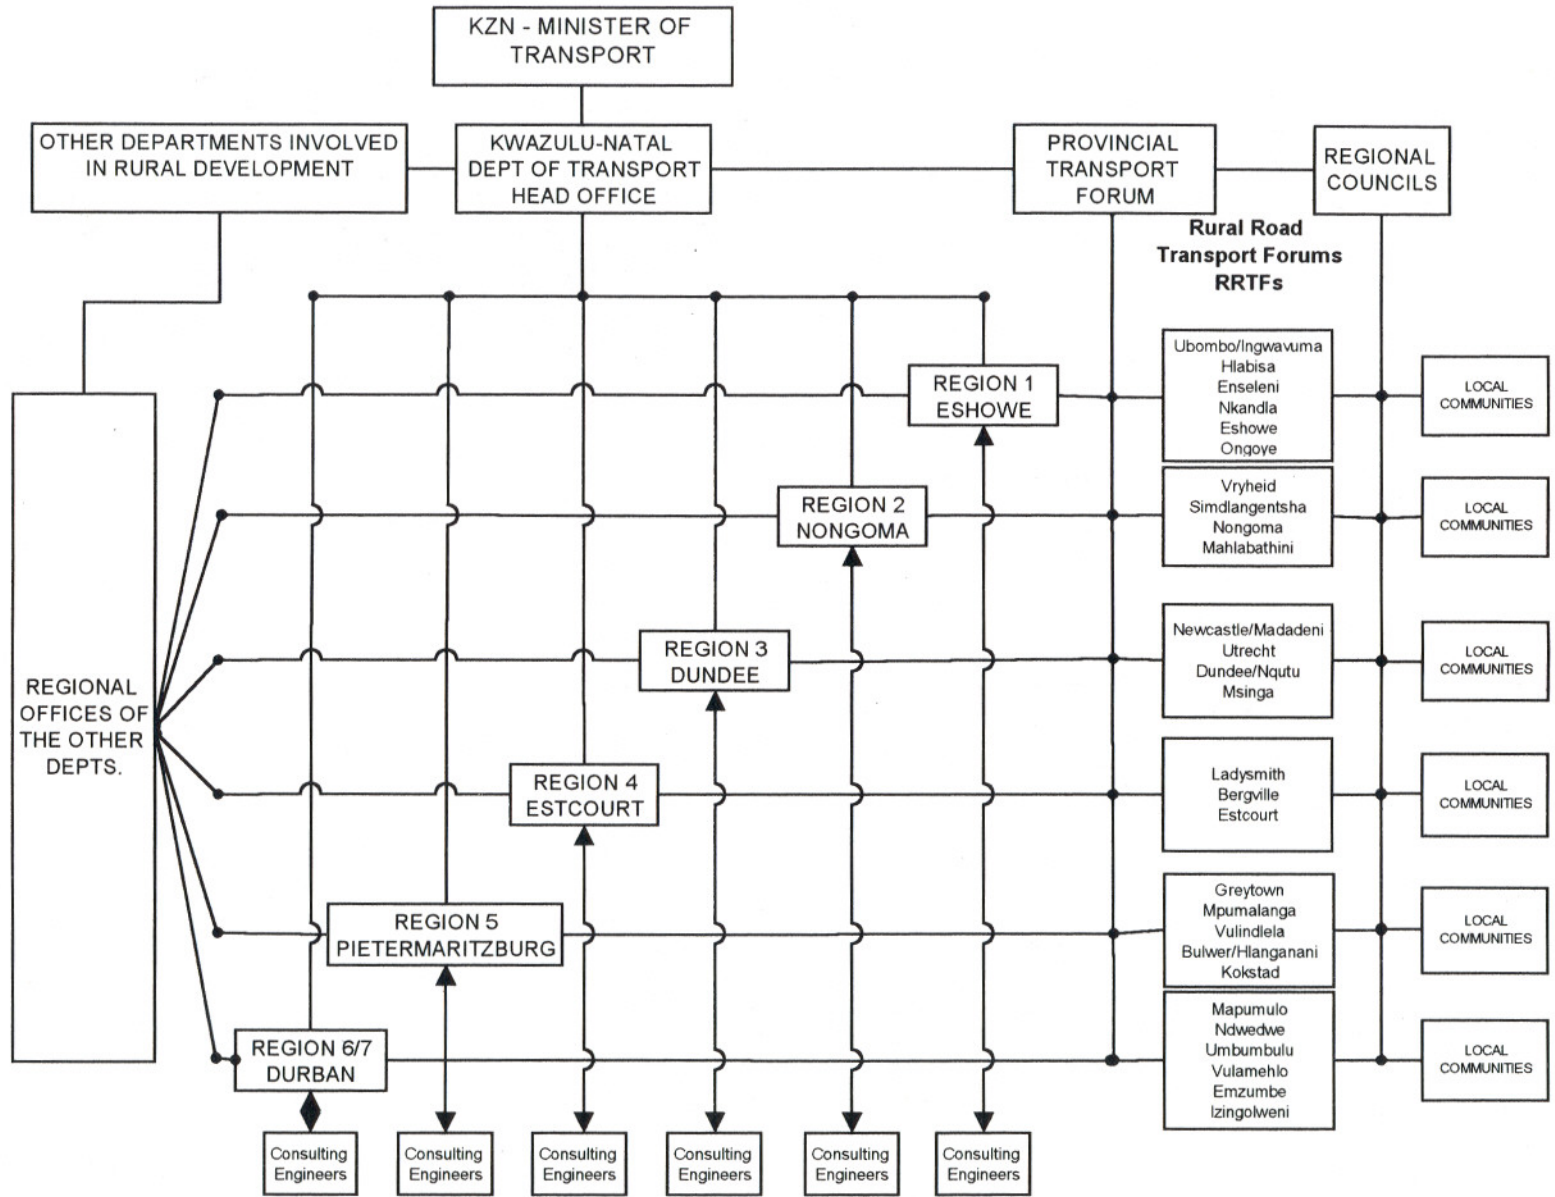 KZN - MINISTER OF
TRANSPORT
OTHER DEPARTMENTS INVOLVED
IN RURAL DEVELOPMENT
KWAZULU-NATAL
DEPT OF TRANSPORT
HEAD OFFICE
PROVINCIAL
TRANSPORT
FORUM
REGIONAL
COUNCILS
Rural Road
Transport Forums
RRTFs
REGION 1
ESHOWE
Ubombo/Ingwavuma
Hlabisa
Enseleni
Nkandla
Eshowe
Ongoye
LOCAL
COMMUNITIES
REGION 2
NONGOMA
Vryheid
Simdlangentsha
Nongoma
Mahlabathini
LOCAL
COMMUNITIES
REGION 3
DUNDEE
Newcastle/Madadeni
Utrecht
Dundee/Nqutu
Msinga
LOCAL
COMMUNITIES
REGIONAL
OFFICES OF
THE OTHER
DEPTS.
REGION 4
ESTCOURT
Ladysmith
Bergville
Estcourt
LOCAL
COMMUNITIES
REGION 5
PIETERMARITZBURG
Greytown
Mpumalanga
Vulindlela
Bulwer/Hlanganani
Kokstad
LOCAL
COMMUNITIES
REGION 6/7
DURBAN
Mapumulo
Ndwedwe
Umbumbulu
Vulamehlo
Emzumbe
Izingolweni
LOCAL
COMMUNITIES
Consulting
Engineers
Consulting
Engineers
Consulting
Engineers
Consulting
Engineers
Consulting
Engineers
Consulting
Engineers